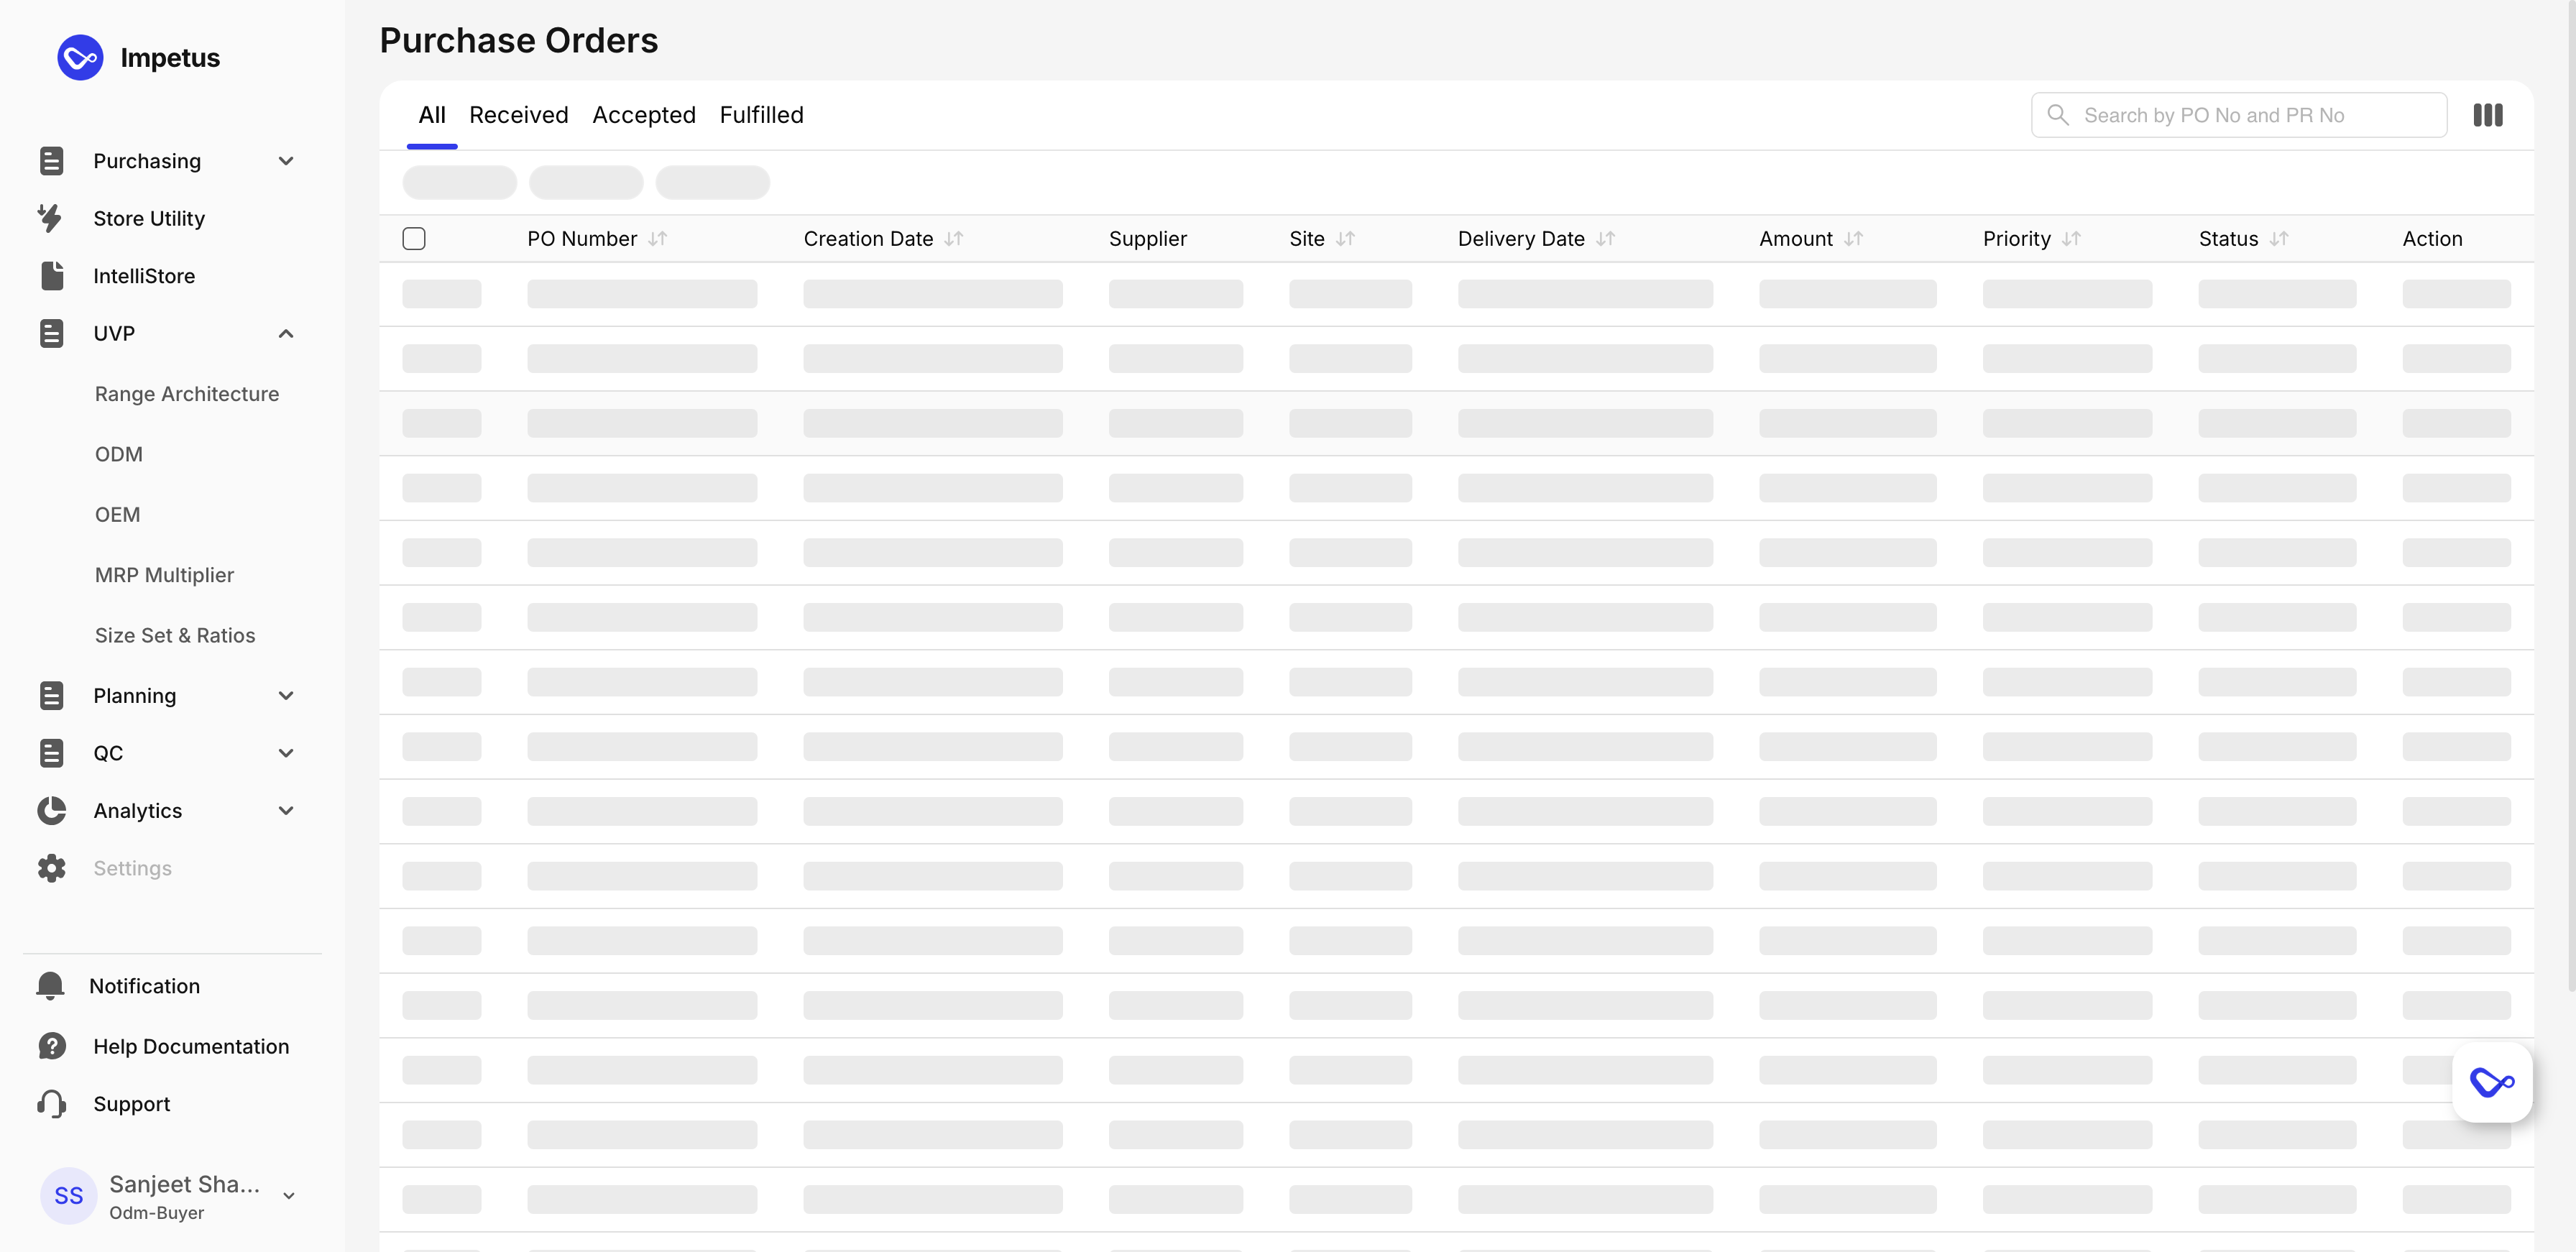 Impetus
Purchasing
Store Utility
IntelliStore
UVP
Range Architecture
ODM
OEM
MRP Multiplier
Size Set & Ratios
Planning
QC
Analytics
Settings
Notification
Help Documentation
Support
SS
Sanjeet Sha...
Odm-Buyer
Purchase Orders
All Received Accepted Fulfilled
Search by PO No and PR No
PO Number Creation Date Supplier Site Delivery Date Amount Priority Status Action